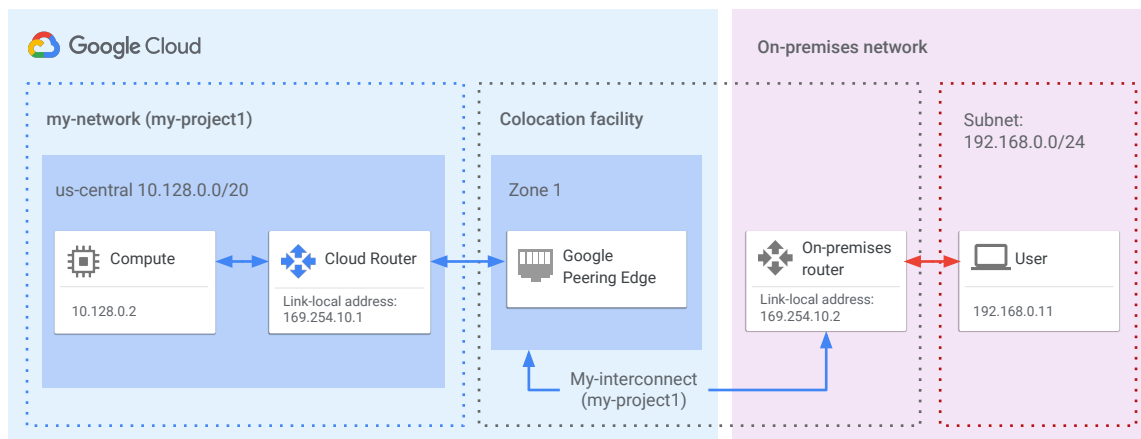 Google Cloud
On-premises network
my-network (my-project1)
Colocation facility
Subnet:
192.168.0.0/24
us-central 10.128.0.0/20
Zone 1
Compute
10.128.0.2
Cloud Router
Link-local address:
169.254.10.1
Google
Peering Edge
On-premises
router
Link-local address:
169.254.10.2
User
192.168.0.11
My-interconnect
(my-project1)